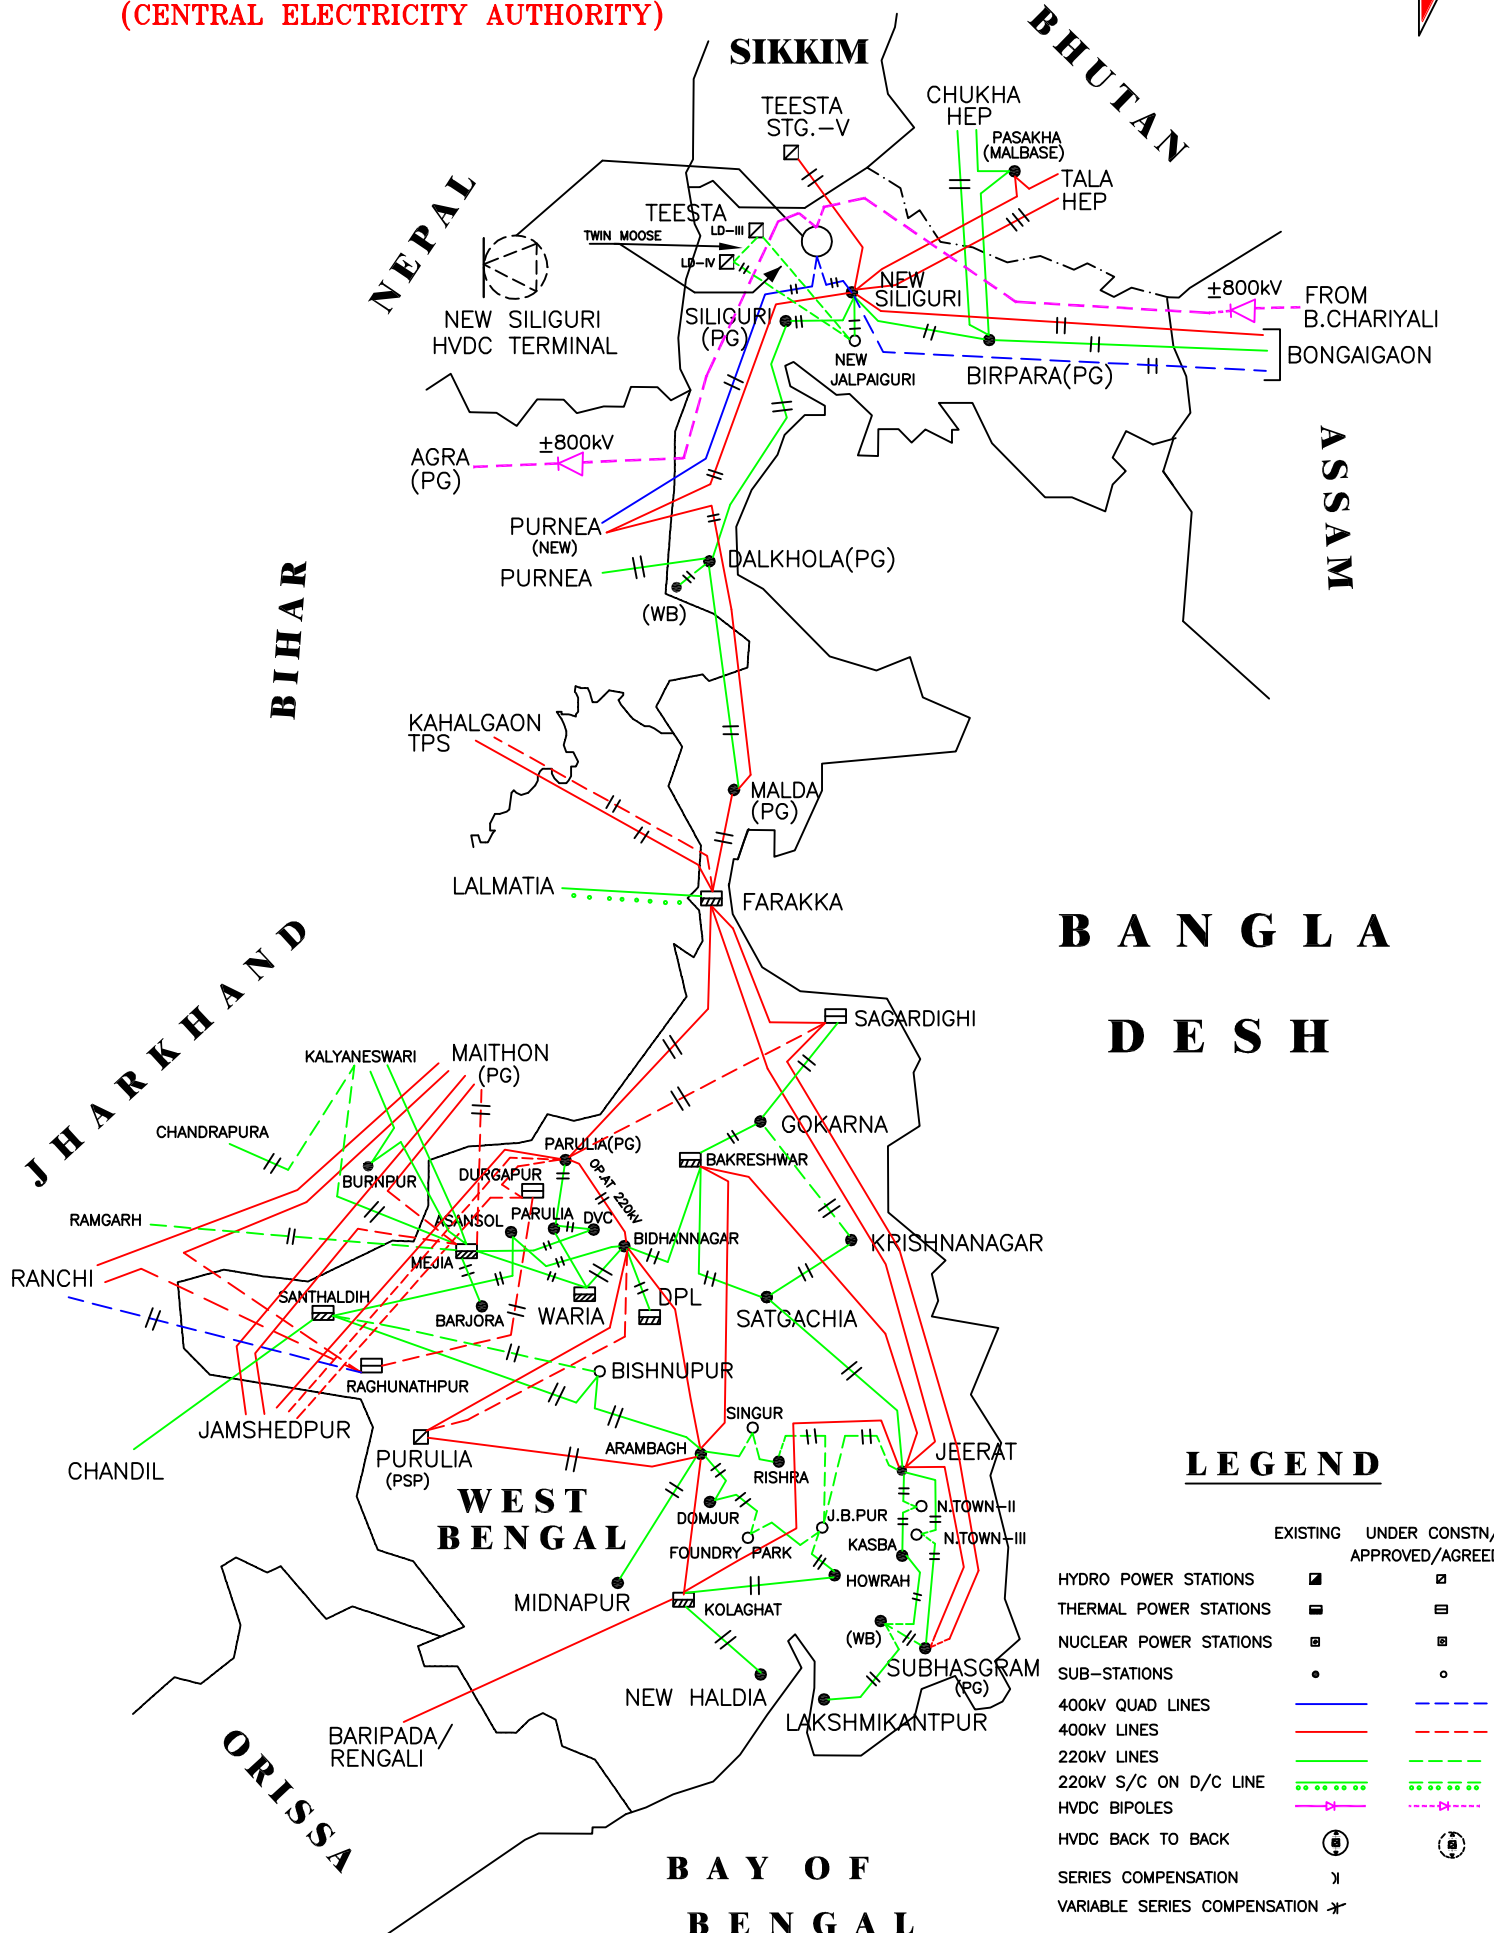 (CENTRAL ELECTRICITY AUTHORITY)
SIKKIM
BHUTAN
TEESTA
STG.-V
CHUKHA
HEP
PASAKHA
(MALBASE)
TALA
HEP
NEPAL
TEESTA
LD-III
TWIN MOOSE
LD-IV
NEW SILIGURI
HVDC TERMINAL
NEW
SILIGURI
SILIGURI
(PG)
NEW
JALPAIGURI
BIRPARA(PG)
±800kV
FROM
B.CHARIYALI
BONGAIGAON
±800kV
AGRA
(PG)
ASSAM
PURNEA
(NEW)
PURNEA
DALKHOLA(PG)
(WB)
BIHAR
KAHALGAON
TPS
MALDA
(PG)
LALMATIA
FARAKKA
BANGLA
DESH
JHARKHAND
SAGARDIGHI
KALYANESWARI
MAITHON
(PG)
CHANDRAPURA
PARULIA(PG)
GOKARNA
BURNPUR
DURGAPUR
OP.AT 220kV
BAKRESHWAR
RAMGARH
ASANSOL
PARULIA
DVC
BIDHANNAGAR
KRISHNANAGAR
MEJIA
RANCHI
SANTHALDIH
BARJORA
WARIA
DPL
SATGACHIA
RAGHUNATHPUR
BISHNUPUR
JAMSHEDPUR
SINGUR
ARAMBAGH
JEERAT
CHANDIL
PURULIA
(PSP)
RISHRA
WEST
BENGAL
DOMJUR
J.B.PUR
N.TOWN-II
FOUNDRY PARK
KASBA
N.TOWN-III
MIDNAPUR
HOWRAH
KOLAGHAT
(WB)
SUBHASGRAM
(PG)
NEW HALDIA
LAKSHMIKANTPUR
BARIPADA/
RENGALI
ORISSA
BAY OF
BENGAL
LEGEND
EXISTING UNDER CONSTN/
APPROVED/AGREED
HYDRO POWER STATIONS
THERMAL POWER STATIONS
NUCLEAR POWER STATIONS
SUB-STATIONS
400kV QUAD LINES
400kV LINES
220kV LINES
220kV S/C ON D/C LINE
HVDC BIPOLES
HVDC BACK TO BACK
SERIES COMPENSATION
VARIABLE SERIES COMPENSATION